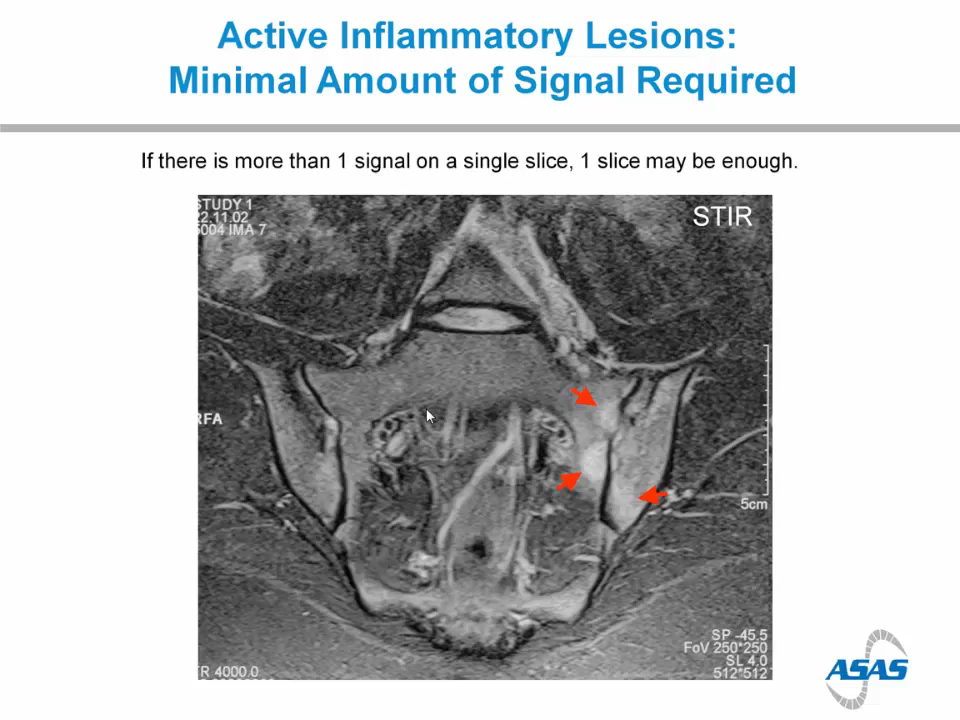 Active Inflammatory Lesions:
Minimal Amount of Signal Required
If there is more than 1 signal on a single slice, 1 slice may be enough.
STUDY 1
22.11.02
5004 IMA 7
STIR
RFA
5cm
SP -45.5
FoV 250*250
SL 4.0
512*512
TR 4000.0
ASAS